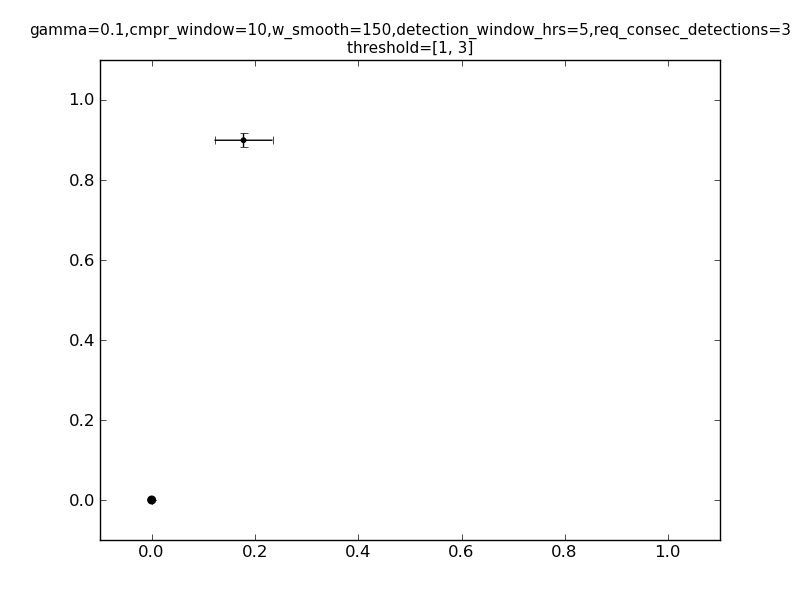 gamma=0.1,cmpr_window=10,w_smooth=150,detection_window_hrs=5,req_consec_detections=3
threshold=[1, 3]
1.0
0.8
0.6
0.4
0.2
0.0
0.0 0.2 0.4 0.6 0.8 1.0